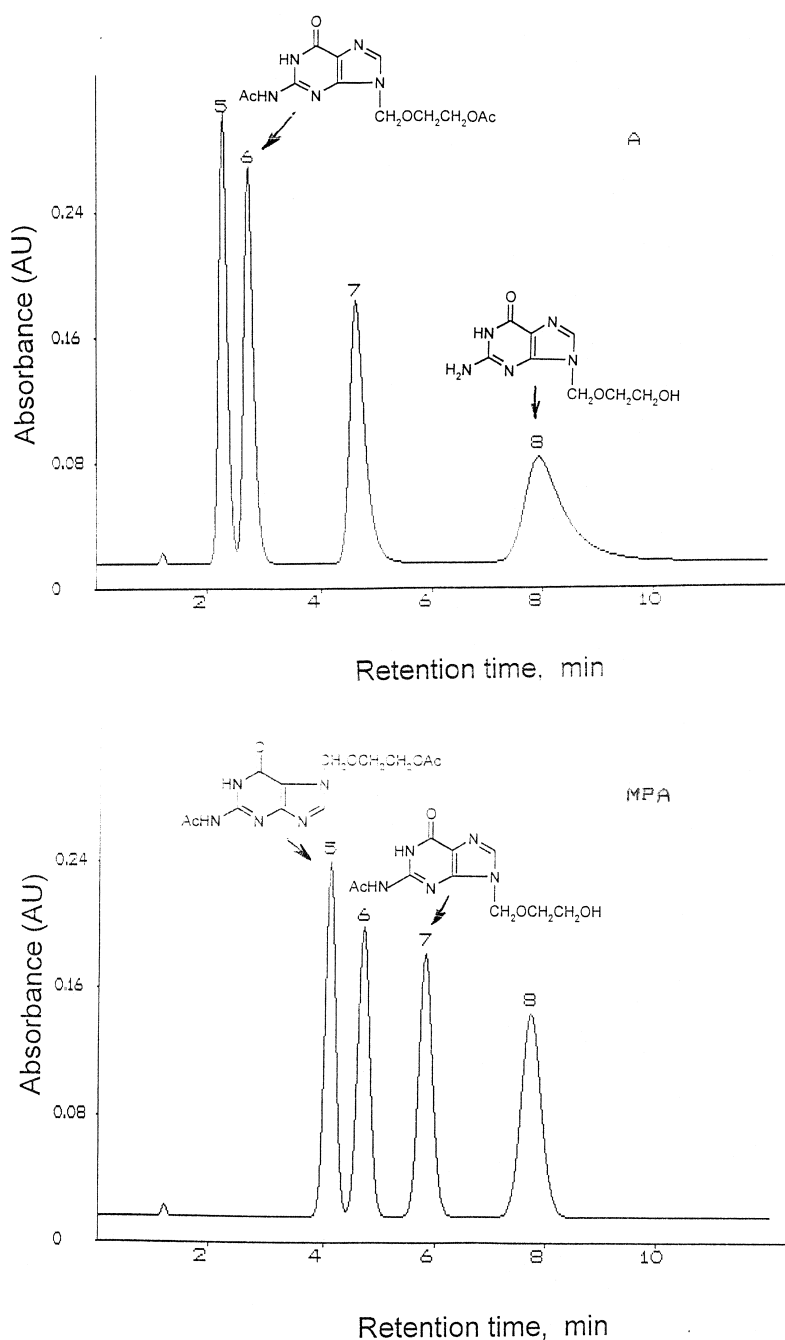 O
HN
N
AcHN
N
N
CH2OCH2CH2OAc
5
6
A
Absorbance (AU)
0.24
7
O
HN
N
0.16
H2N
N
N
CH2OCH2CH2OH
8
0.08
0
2
4
6
8
10
Retention time, min
CH2OCH2CH2OAc
O
HN
N
MPA
AcHN
N
N
O
HN
N
5
0.24
AcHN
N
N
CH2OCH2CH2OH
6
7
Absorbance (AU)
0.16
8
0.08
0
2
4
6
8
10
Retention time, min